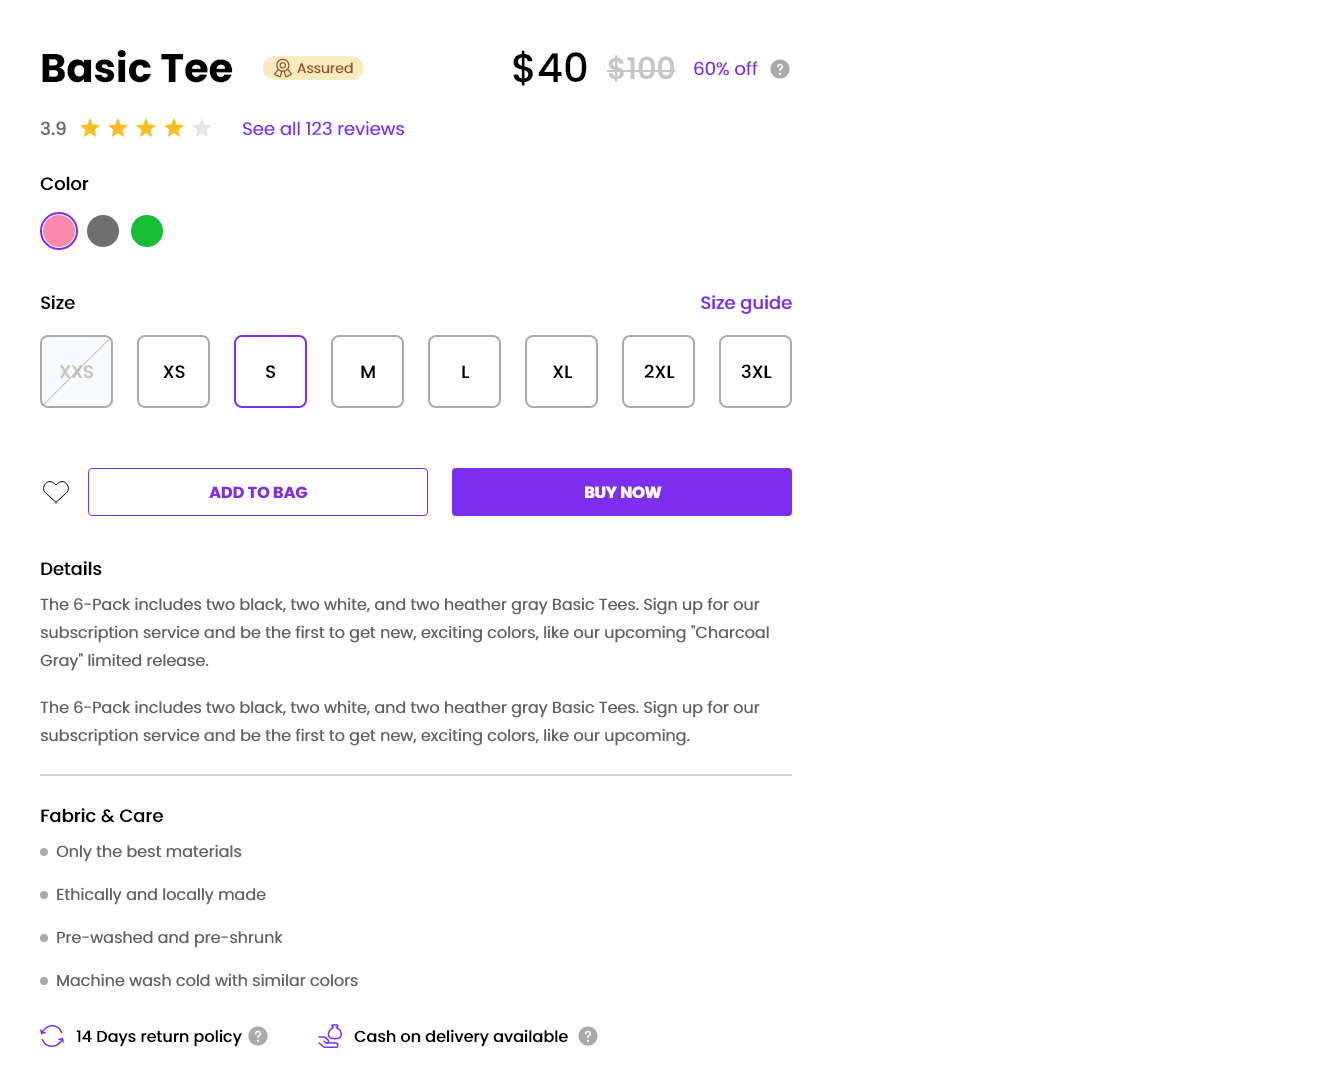 Basic Tee Assured $40 $100 60% off ?
3.9 See all 123 reviews
Color
Size Size guide
XXS XS S M L XL 2XL 3XL
ADD TO BAG BUY NOW
Details
The 6-Pack includes two black, two white, and two heather gray Basic Tees. Sign up for our
subscription service and be the first to get new, exciting colors, like our upcoming "Charcoal
Gray" limited release.
The 6-Pack includes two black, two white, and two heather gray Basic Tees. Sign up for our
subscription service and be the first to get new, exciting colors, like our upcoming.
Fabric & Care
Only the best materials
Ethically and locally made
Pre-washed and pre-shrunk
Machine wash cold with similar colors
14 Days return policy ? Cash on delivery available ?